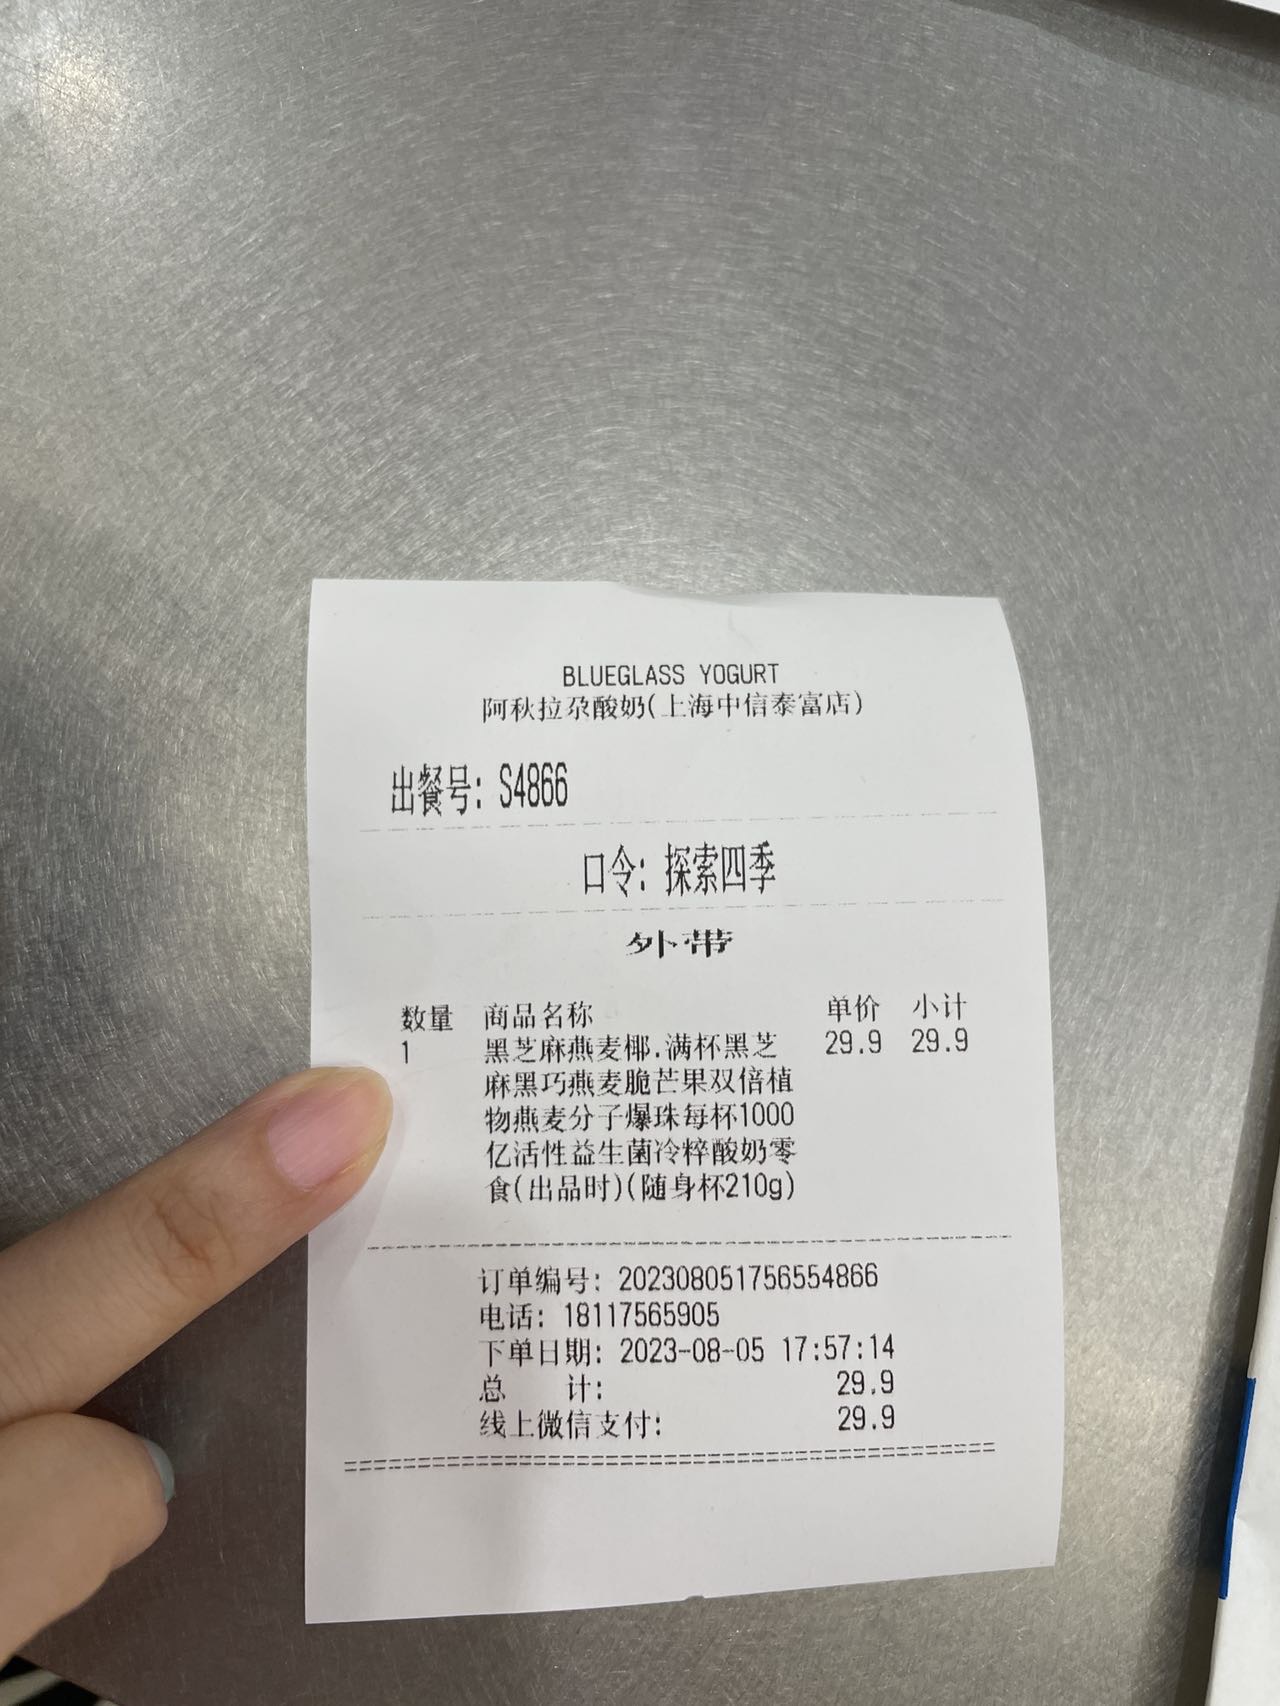 BLUEGLASS YOGURT
阿秋拉尕酸奶(上海中信泰富店)
出餐号: S4866
口令: 探索四季
外带
数量 商品名称 单价 小计
1 黑芝麻燕麦椰.满杯黑芝 29.9 29.9
麻黑巧燕麦脆芒果双倍植
物燕麦分子爆珠每杯1000
亿活性益生菌冷粹酸奶零
食(出品时)(随身杯210g)
订单编号: 202308051756554866
电话: 18117565905
下单日期: 2023-08-05 17:57:14
总 计: 29.9
线上微信支付: 29.9